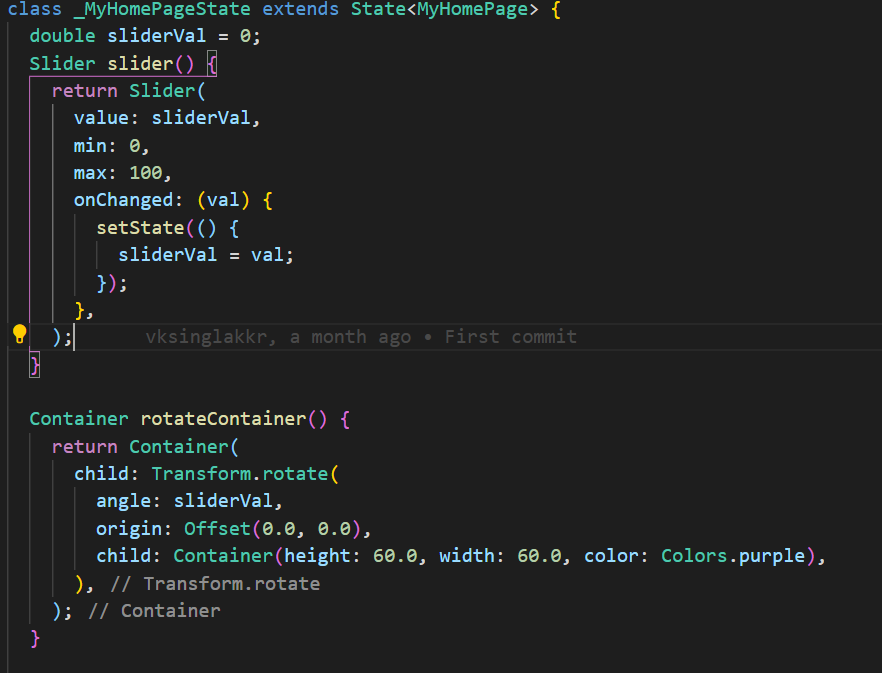 class _MyHomePageState extends State<MyHomePage> {
double sliderVal = 0;
Slider slider() {
return Slider(
value: sliderVal,
min: 0,
max: 100,
onChanged: (val) {
setState(() {
sliderVal = val;
});
},
); vksinglakkr, a month ago • First commit
}
Container rotateContainer() {
return Container(
child: Transform.rotate(
angle: sliderVal,
origin: Offset(0.0, 0.0),
child: Container(height: 60.0, width: 60.0, color: Colors.purple),
), // Transform.rotate
); // Container
}